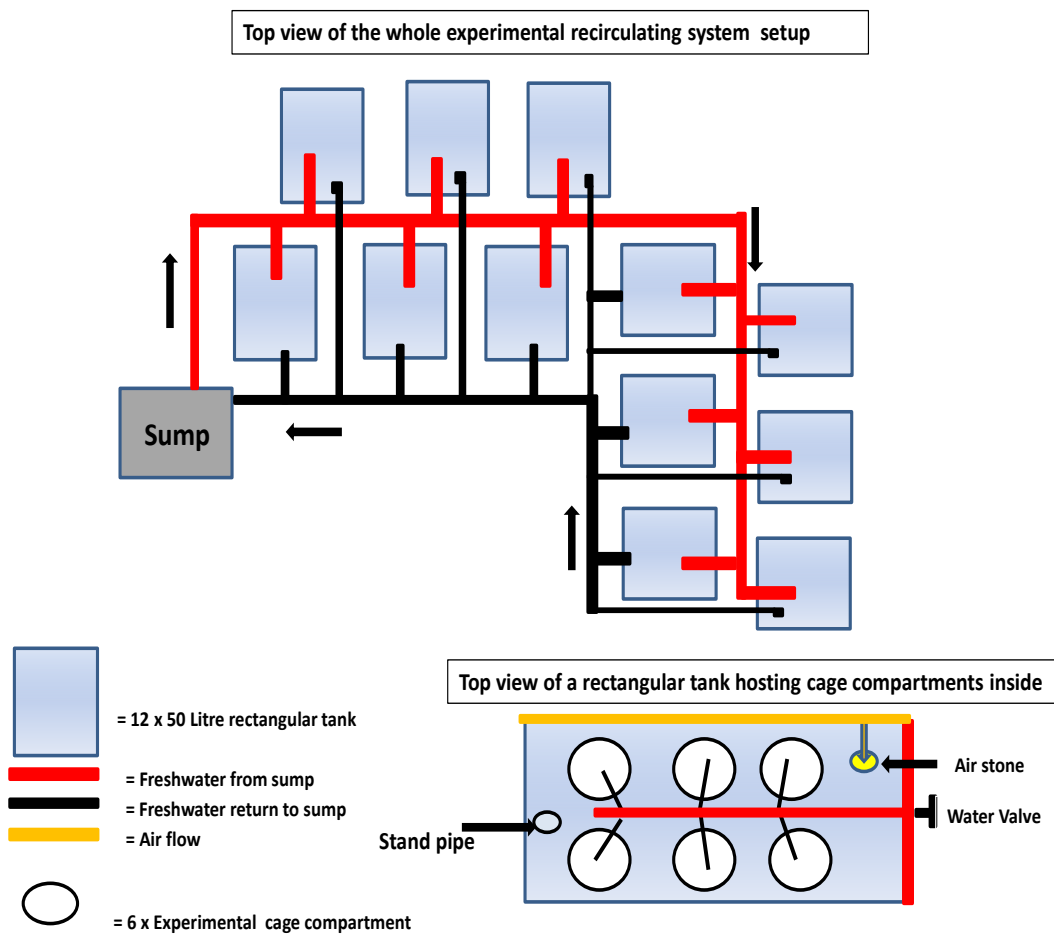 Top view of the whole experimental recirculating system setup
Sump
= 12 x 50 Litre rectangular tank
= Freshwater from sump
= Freshwater return to sump
= Air flow
= 6 x Experimental cage compartment
Top view of a rectangular tank hosting cage compartments inside
Air stone
Water Valve
Stand pipe